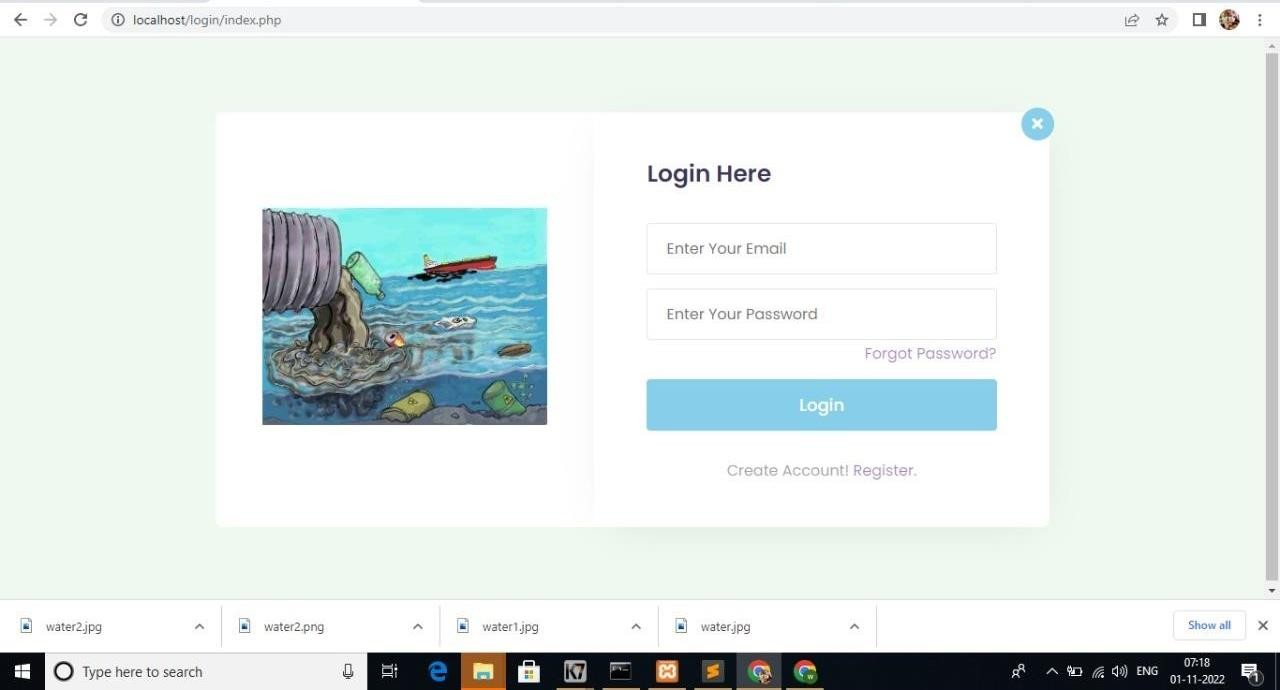 localhost/login/index.php
Login Here
Enter Your Email
Enter Your Password
Forgot Password?
Login
Create Account! Register.
water2.jpg
water2.png
water1.jpg
water.jpg
Show all
Type here to search
K7
ENG
07:18
01-11-2022
1